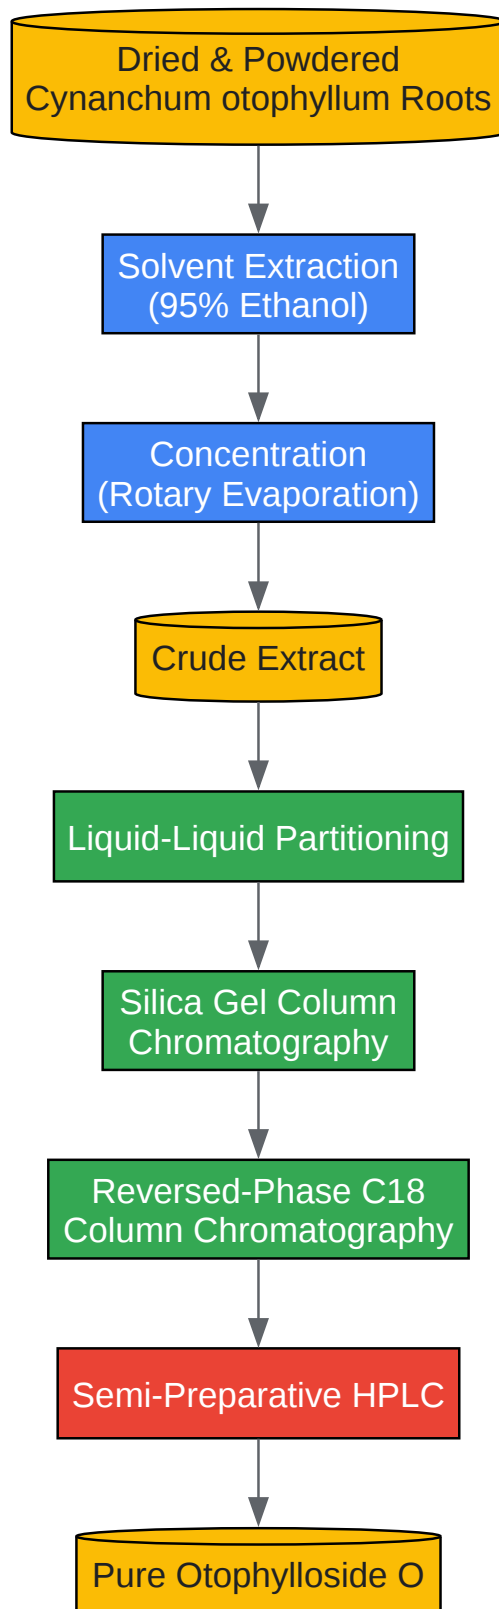 Dried & Powdered
Cynanchum otophyllum Roots
Solvent Extraction
(95% Ethanol)
Concentration
(Rotary Evaporation)
Crude Extract
Liquid-Liquid Partitioning
Silica Gel Column
Chromatography
Reversed-Phase C18
Column Chromatography
Semi-Preparative HPLC
Pure Otophylloside O